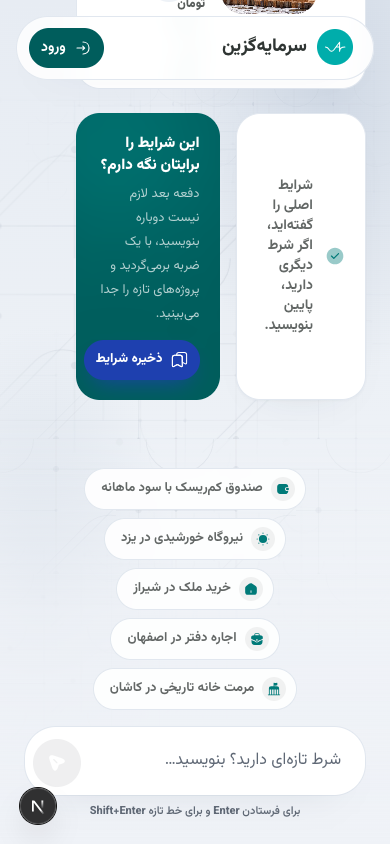 تومان
سرمایه‌گزین
ورود
شرایط
اصلی را
گفته‌اید،
اگر شرط
دیگری
دارید،
پایین
بنویسید.
این شرایط را
برایتان نگه دارم؟
دفعه بعد لازم
نیست دوباره
بنویسید، با یک
ضربه برمی‌گردید و
پروژه‌های تازه را جدا
می‌بینید.
ذخیره شرایط
صندوق کم‌ریسک با سود ماهانه
نیروگاه خورشیدی در یزد
خرید ملک در شیراز
اجاره دفتر در اصفهان
مرمت خانه تاریخی در کاشان
شرط تازه‌ای دارید؟ بنویسید...
برای فرستادن Enter و برای خط تازه Shift+Enter
N